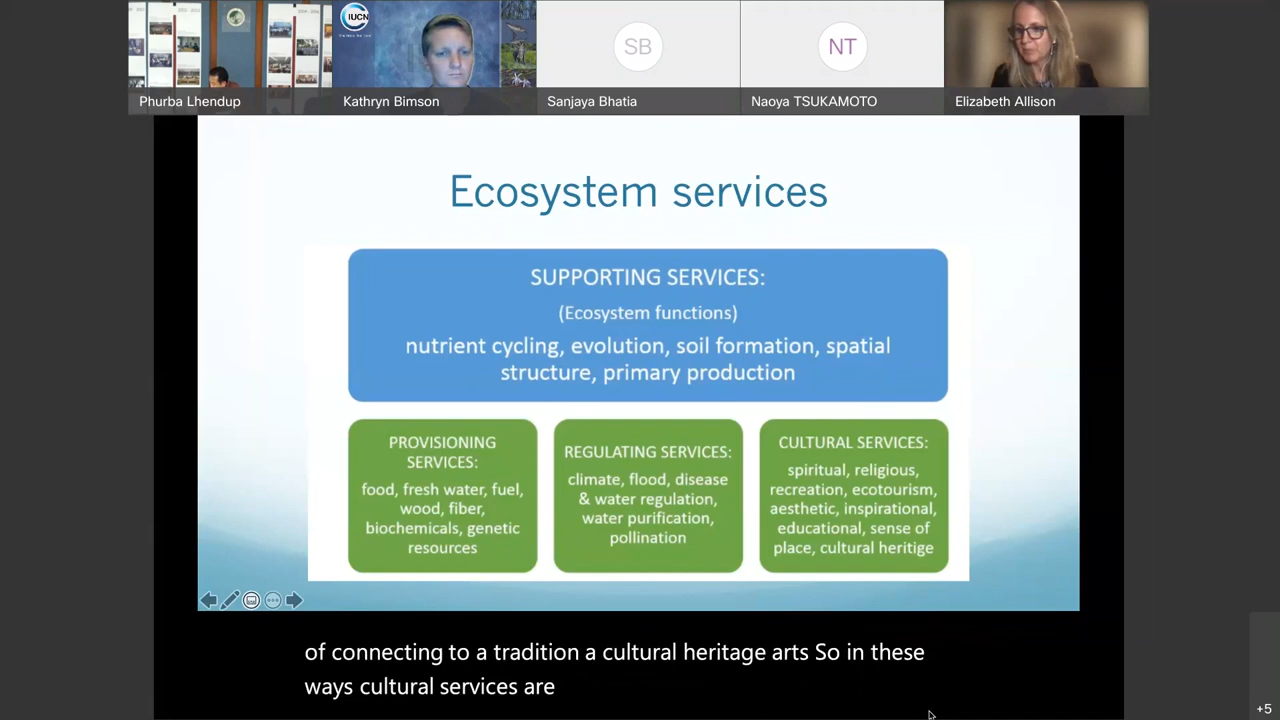 IUCN
SB
NT
Phurba Lhendup
Kathryn Bimson
Sanjaya Bhatia
Naoya TSUKAMOTO
Elizabeth Allison
Ecosystem services
SUPPORTING SERVICES:
(Ecosystem functions)
nutrient cycling, evolution, soil formation, spatial
structure, primary production
PROVISIONING
SERVICES:
food, fresh water, fuel,
wood, fiber,
biochemicals, genetic
resources
REGULATING SERVICES:
climate, flood, disease
& water regulation,
water purification,
pollination
CULTURAL SERVICES:
spiritual, religious,
recreation, ecotourism,
aesthetic, inspirational,
educational, sense of
place, cultural heritige
of connecting to a tradition a cultural heritage arts So in these
ways cultural services are
+5